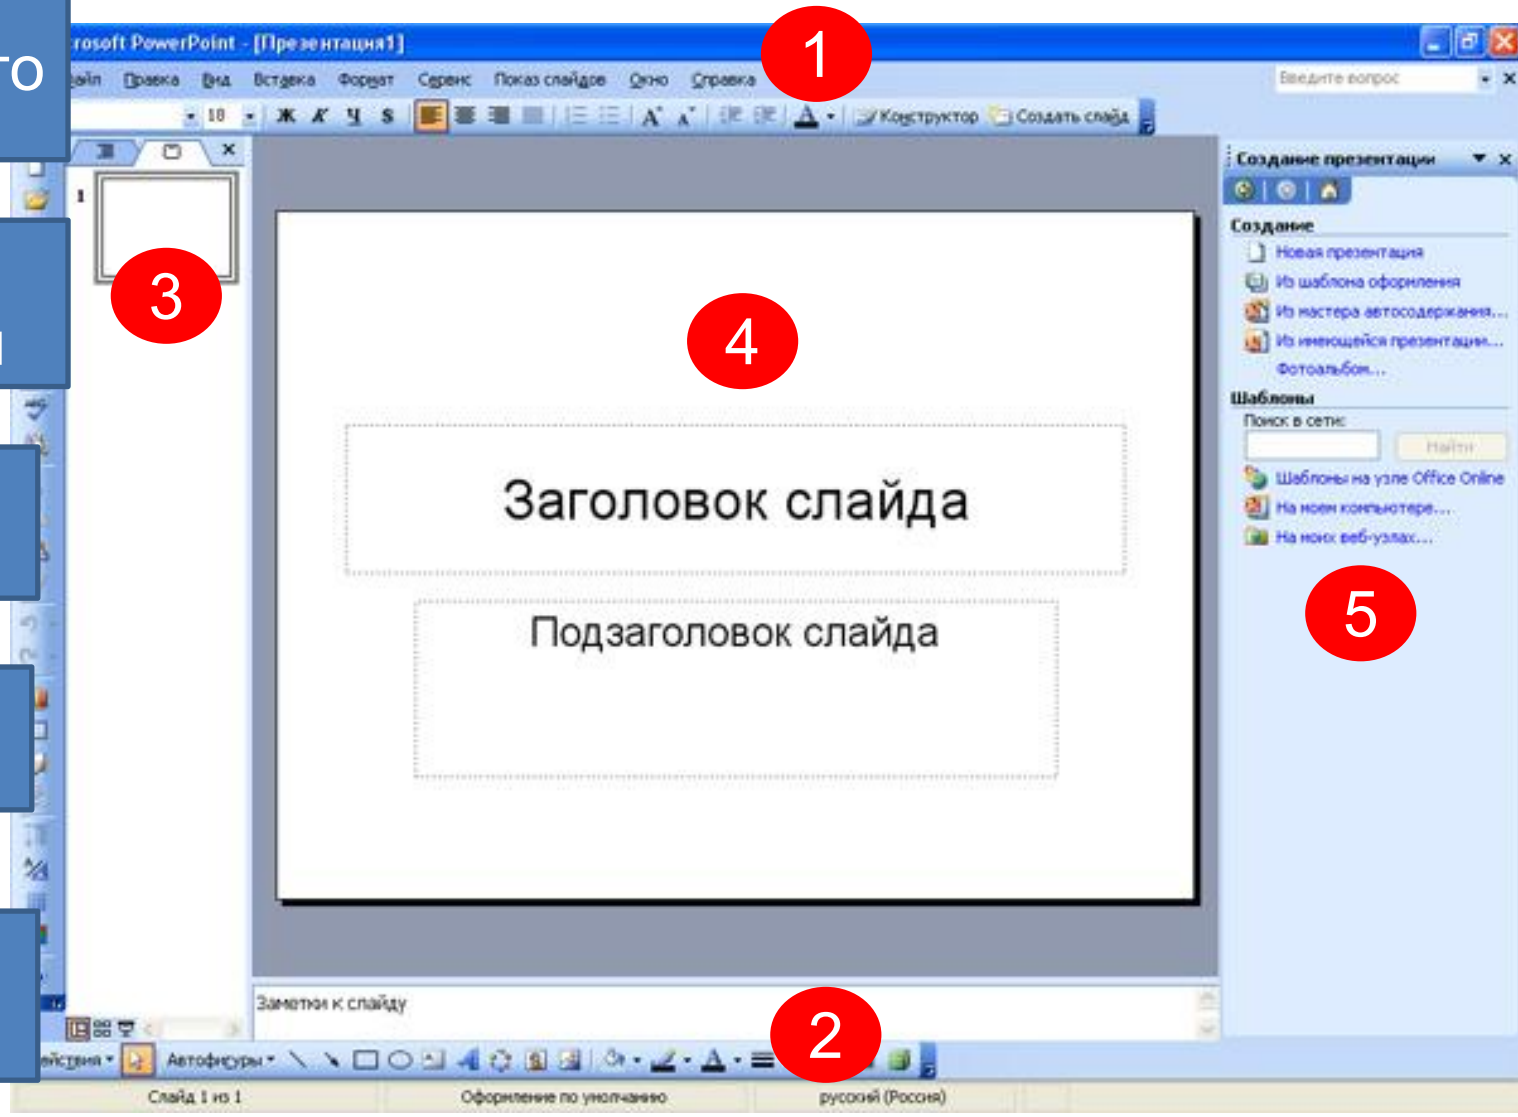 то
и
rosoft PowerPoint - [Презентация1]
1
айл Правка Вид Вставка Формат Сервис Показ слайдов Окно Справка
Введите вопрос
18 Ж К Ч S Конструктор Создать слайд
Создание презентации
1
3
4
Создание
Новая презентация
Из шаблона оформления
Из мастера автосодержания...
Из имеющейся презентации...
Фотоальбом...
Шаблоны
Поиск в сети:
Найти
Шаблоны на узле Office Online
На моем компьютере...
На моих веб-узлах...
5
Заголовок слайда
Подзаголовок слайда
Заметки к слайду
2
ействия Автофигуры
Слайд 1 из 1 Оформление по умолчанию русский (Россия)